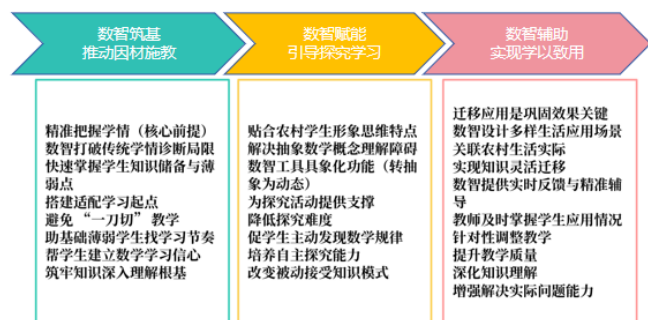 数智筑基
推动因材施教
数智赋能
引导探究学习
数智辅助
实现学以致用
精准把握学情（核心前提）
数智打破传统学情诊断局限
快速掌握学生知识储备与薄
弱点
搭建适配学习起点
避免 “一刀切” 教学
助基础薄弱学生找学习节奏
帮学生建立数学学习信心
筑牢知识深入理解根基
贴合农村学生形象思维特点
解决抽象数学概念理解障碍
数智工具具象化功能（转抽
象为动态）
为探究活动提供支撑
降低探究难度
促学生主动发现数学规律
培养自主探究能力
改变被动接受知识模式
迁移应用是巩固效果关键
数智设计多样生活应用场景
关联农村生活实际
实现知识灵活迁移
数智提供实时反馈与精准辅
导
教师及时掌握学生应用情况
针对性调整教学
提升教学质量
深化知识理解
增强解决实际问题能力